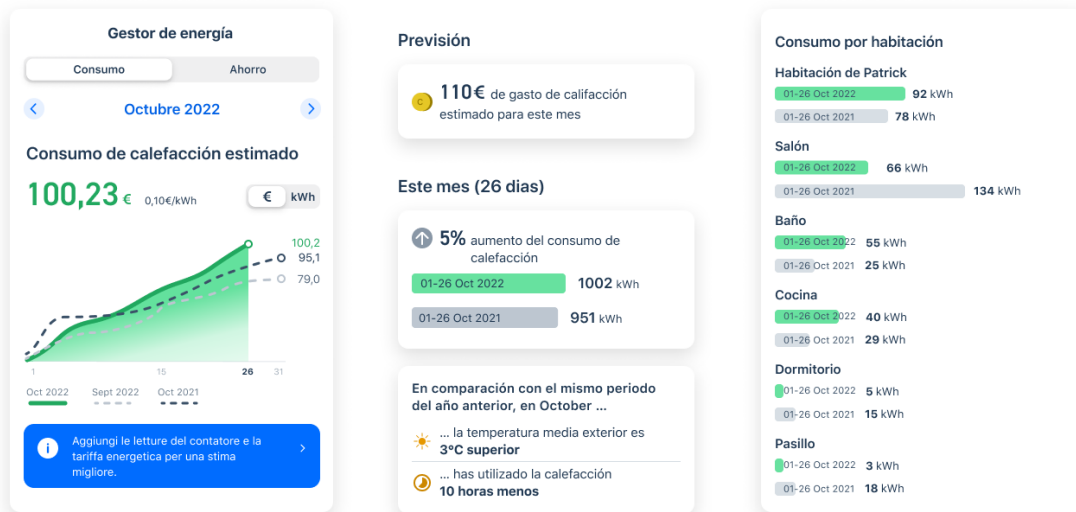 Gestor de energía
Consumo
Ahorro
Octubre 2022
Consumo de calefacción estimado
100,23 €
0,10€/kWh
€
kWh
100,2
95,1
79,0
1
15
26
31
Oct 2022
Sept 2022
Oct 2021
i
Aggiungi le letture del contatore e la
tariffa energetica per una stima
migliore.
Previsión
C
110€ de gasto de calificacción
estimado para este mes
Este mes (26 dias)
5% aumento del consumo de
calefacción
01-26 Oct 2022
1002 kWh
01-26 Oct 2021
951 kWh
En comparación con el mismo periodo
del año anterior, en October ...
... la temperatura media exterior es
3ºC superior
... has utilizado la calefacción
10 horas menos
Consumo por habitación
Habitación de Patrick
01-26 Oct 2022
92 kWh
01-26 Oct 2021
78 kWh
Salón
01-26 Oct 2022
66 kWh
01-26 Oct 2021
134 kWh
Baño
01-26 Oct 2022
55 kWh
01-26 Oct 2021
25 kWh
Cocina
01-26 Oct 2022
40 kWh
01-26 Oct 2021
29 kWh
Dormitorio
01-26 Oct 2022
5 kWh
01-26 Oct 2021
15 kWh
Pasillo
01-26 Oct 2022
3 kWh
01-26 Oct 2021
18 kWh